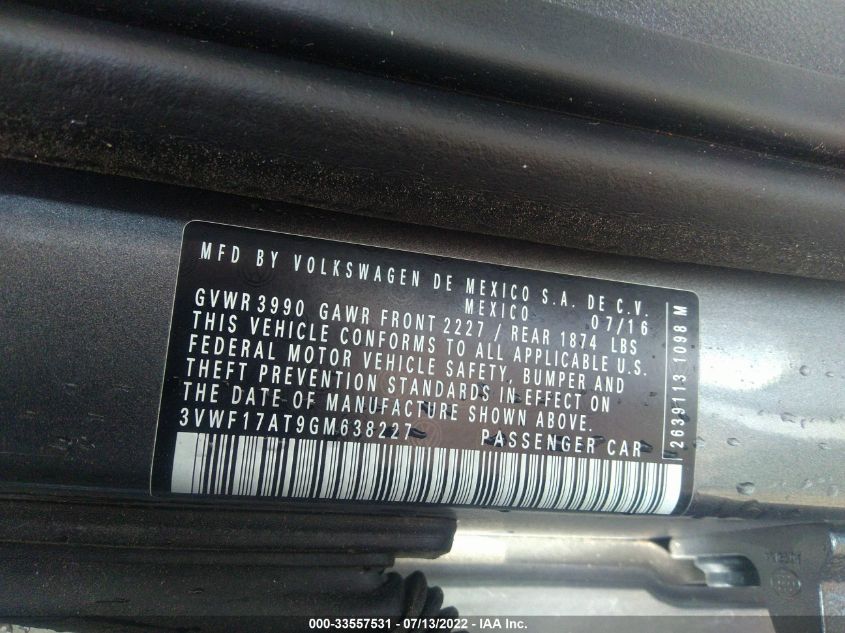 MFD BY VOLKSWAGEN DE MEXICO S.A. DE C.V.
MEXICO
07/16
GVWR 3990 GAWR FRONT 2227 / REAR 1874 LBS
THIS VEHICLE CONFORMS TO ALL APPLICABLE U.S.
FEDERAL MOTOR VEHICLE SAFETY, BUMPER AND
THEFT PREVENTION STANDARDS IN EFFECT ON
THE DATE OF MANUFACTURE SHOWN ABOVE.
3VWF17AT9GM638227 PASSENGER CAR
2639113 1098 M
000-33557531 - 07/13/2022 - IAA Inc.